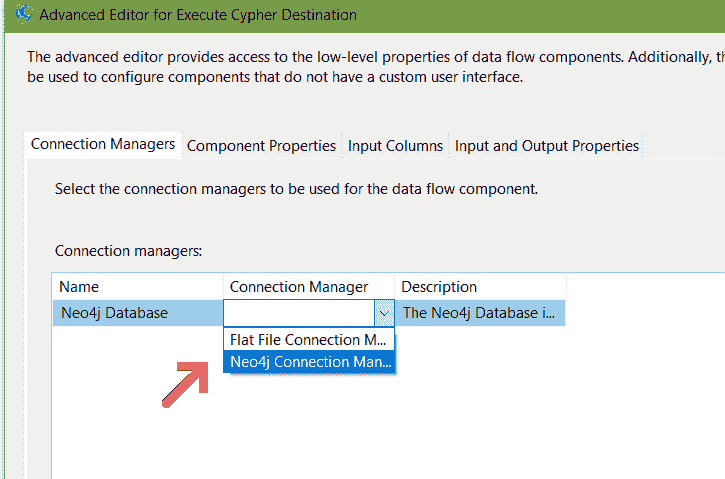 Advanced Editor for Execute Cypher Destination
The advanced editor provides access to the low-level properties of data flow components. Additionally,
be used to configure components that do not have a custom user interface.
Connection Managers Component Properties Input Columns Input and Output Properties
Select the connection managers to be used for the data flow component.
Connection managers:
Name Connection Manager Description
Neo4j Database The Neo4j Database i...
Flat File Connection M...
Neo4j Connection Man...